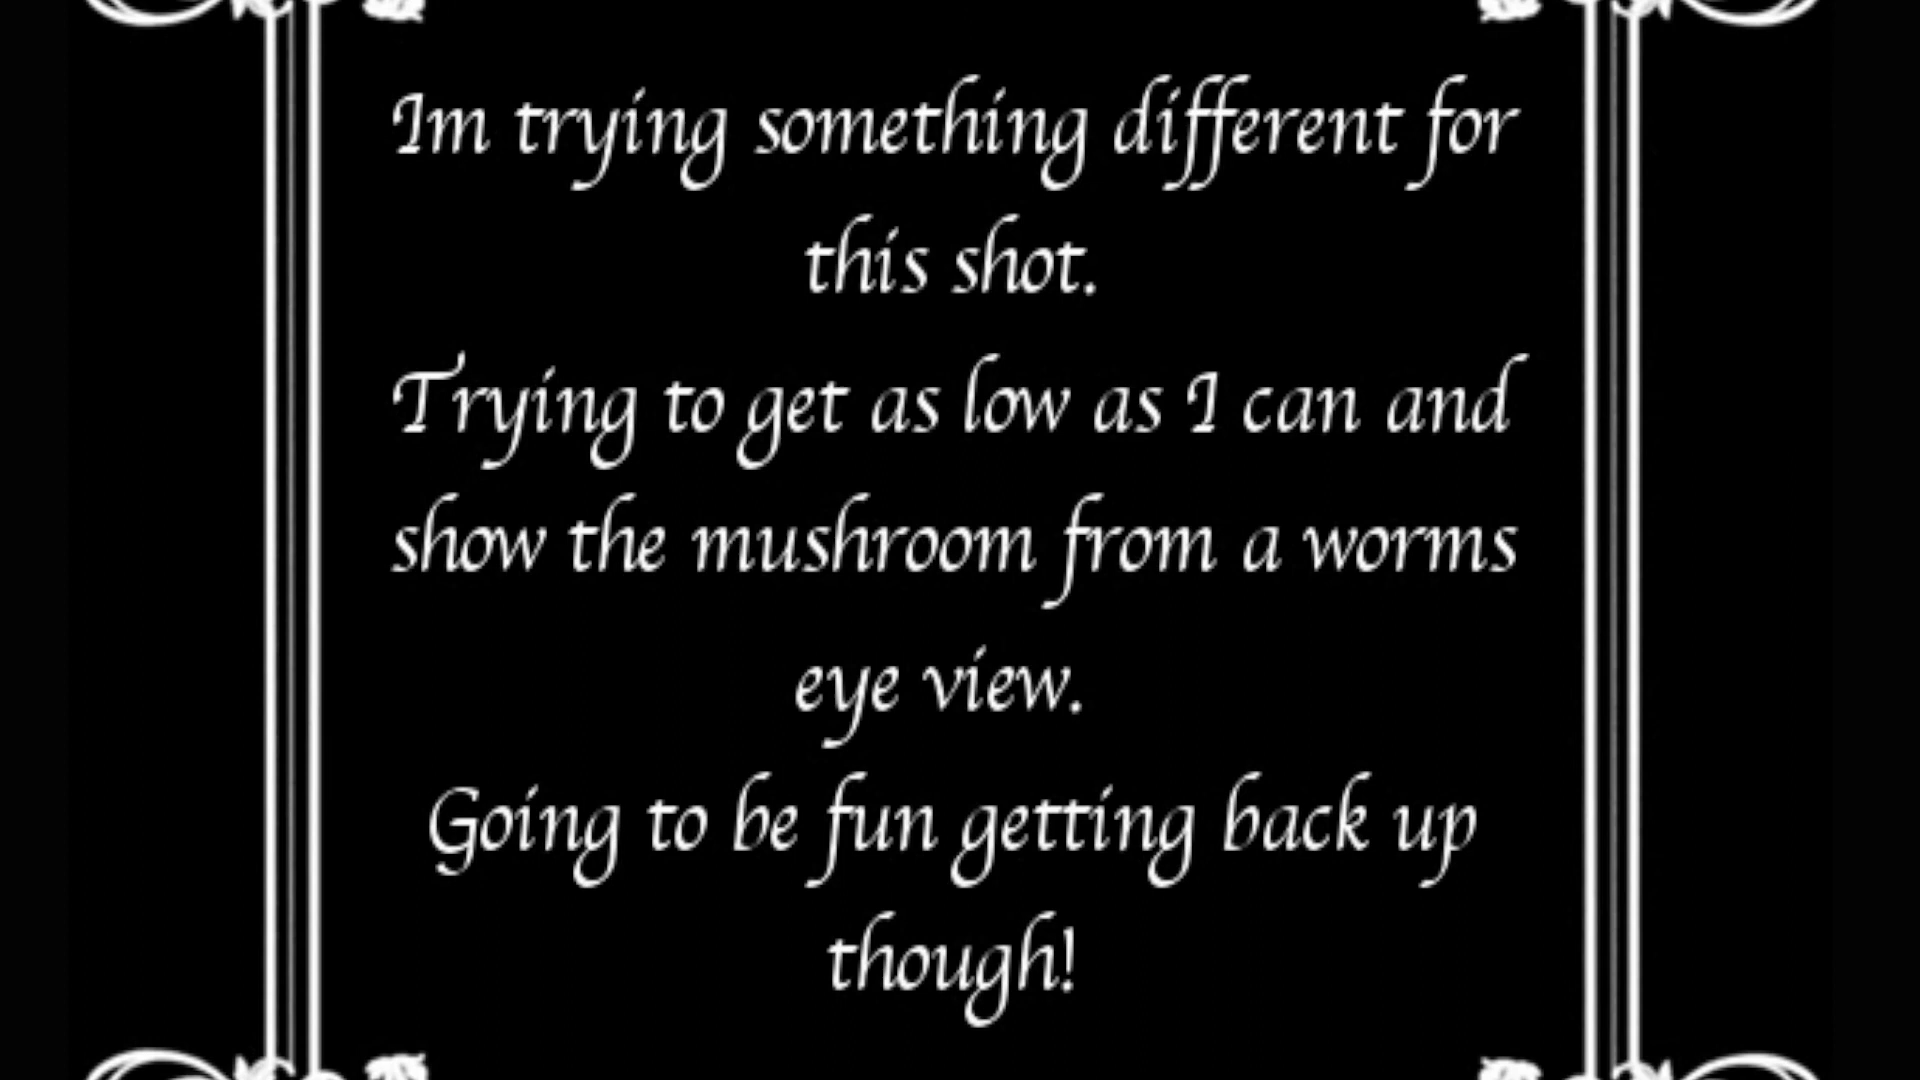 Im trying something different for
this shot.
Trying to get as low as I can and
show the mushroom from a worms
eye view.
Going to be fun getting back up
though!